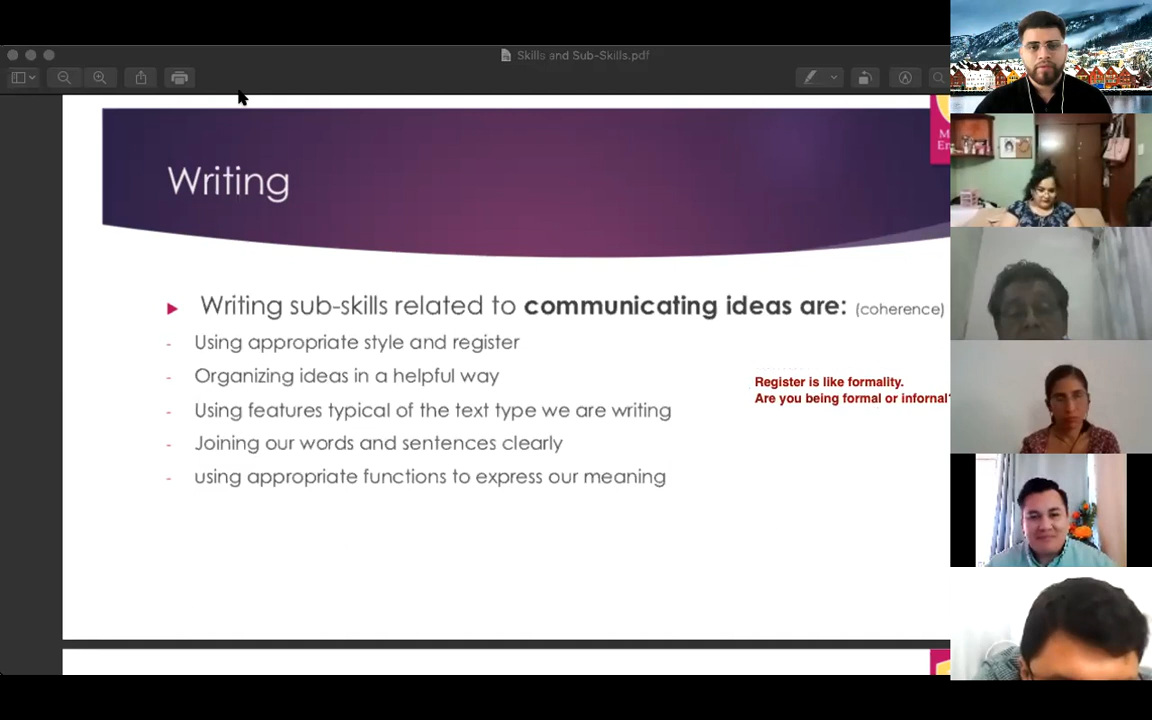 Skills and Sub-Skills.pdf
Writing
Writing sub-skills related to communicating ideas are: (coherence)
- Using appropriate style and register
- Organizing ideas in a helpful way
- Using features typical of the text type we are writing
- Joining our words and sentences clearly
- using appropriate functions to express our meaning
Register is like formality.
Are you being formal or infornal?